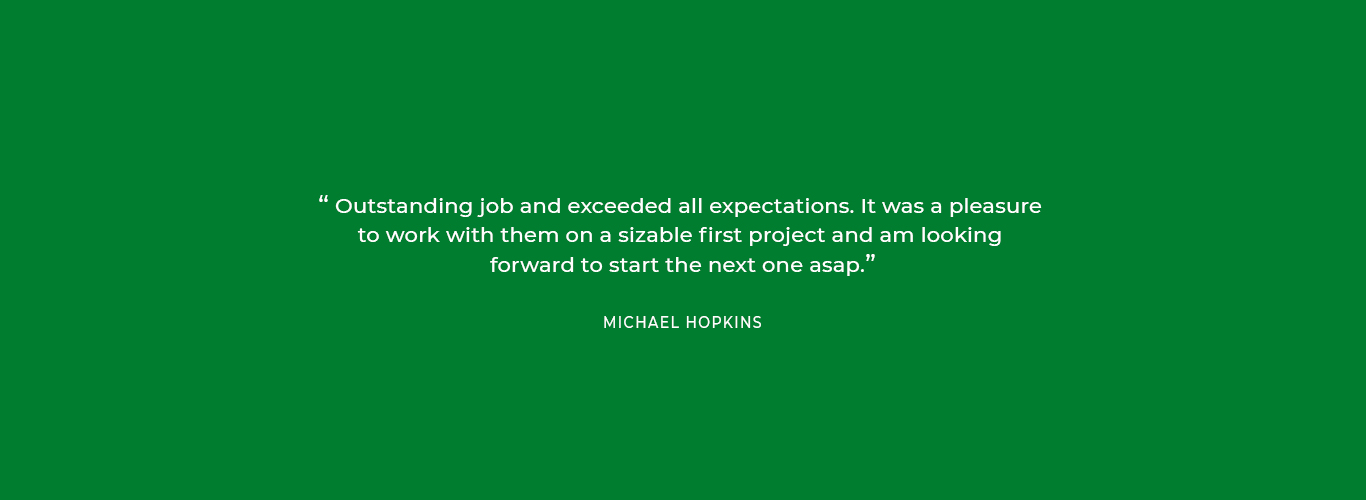 “ Outstanding job and exceeded all expectations. It was a pleasure
to work with them on a sizable first project and am looking
forward to start the next one asap.”
MICHAEL HOPKINS